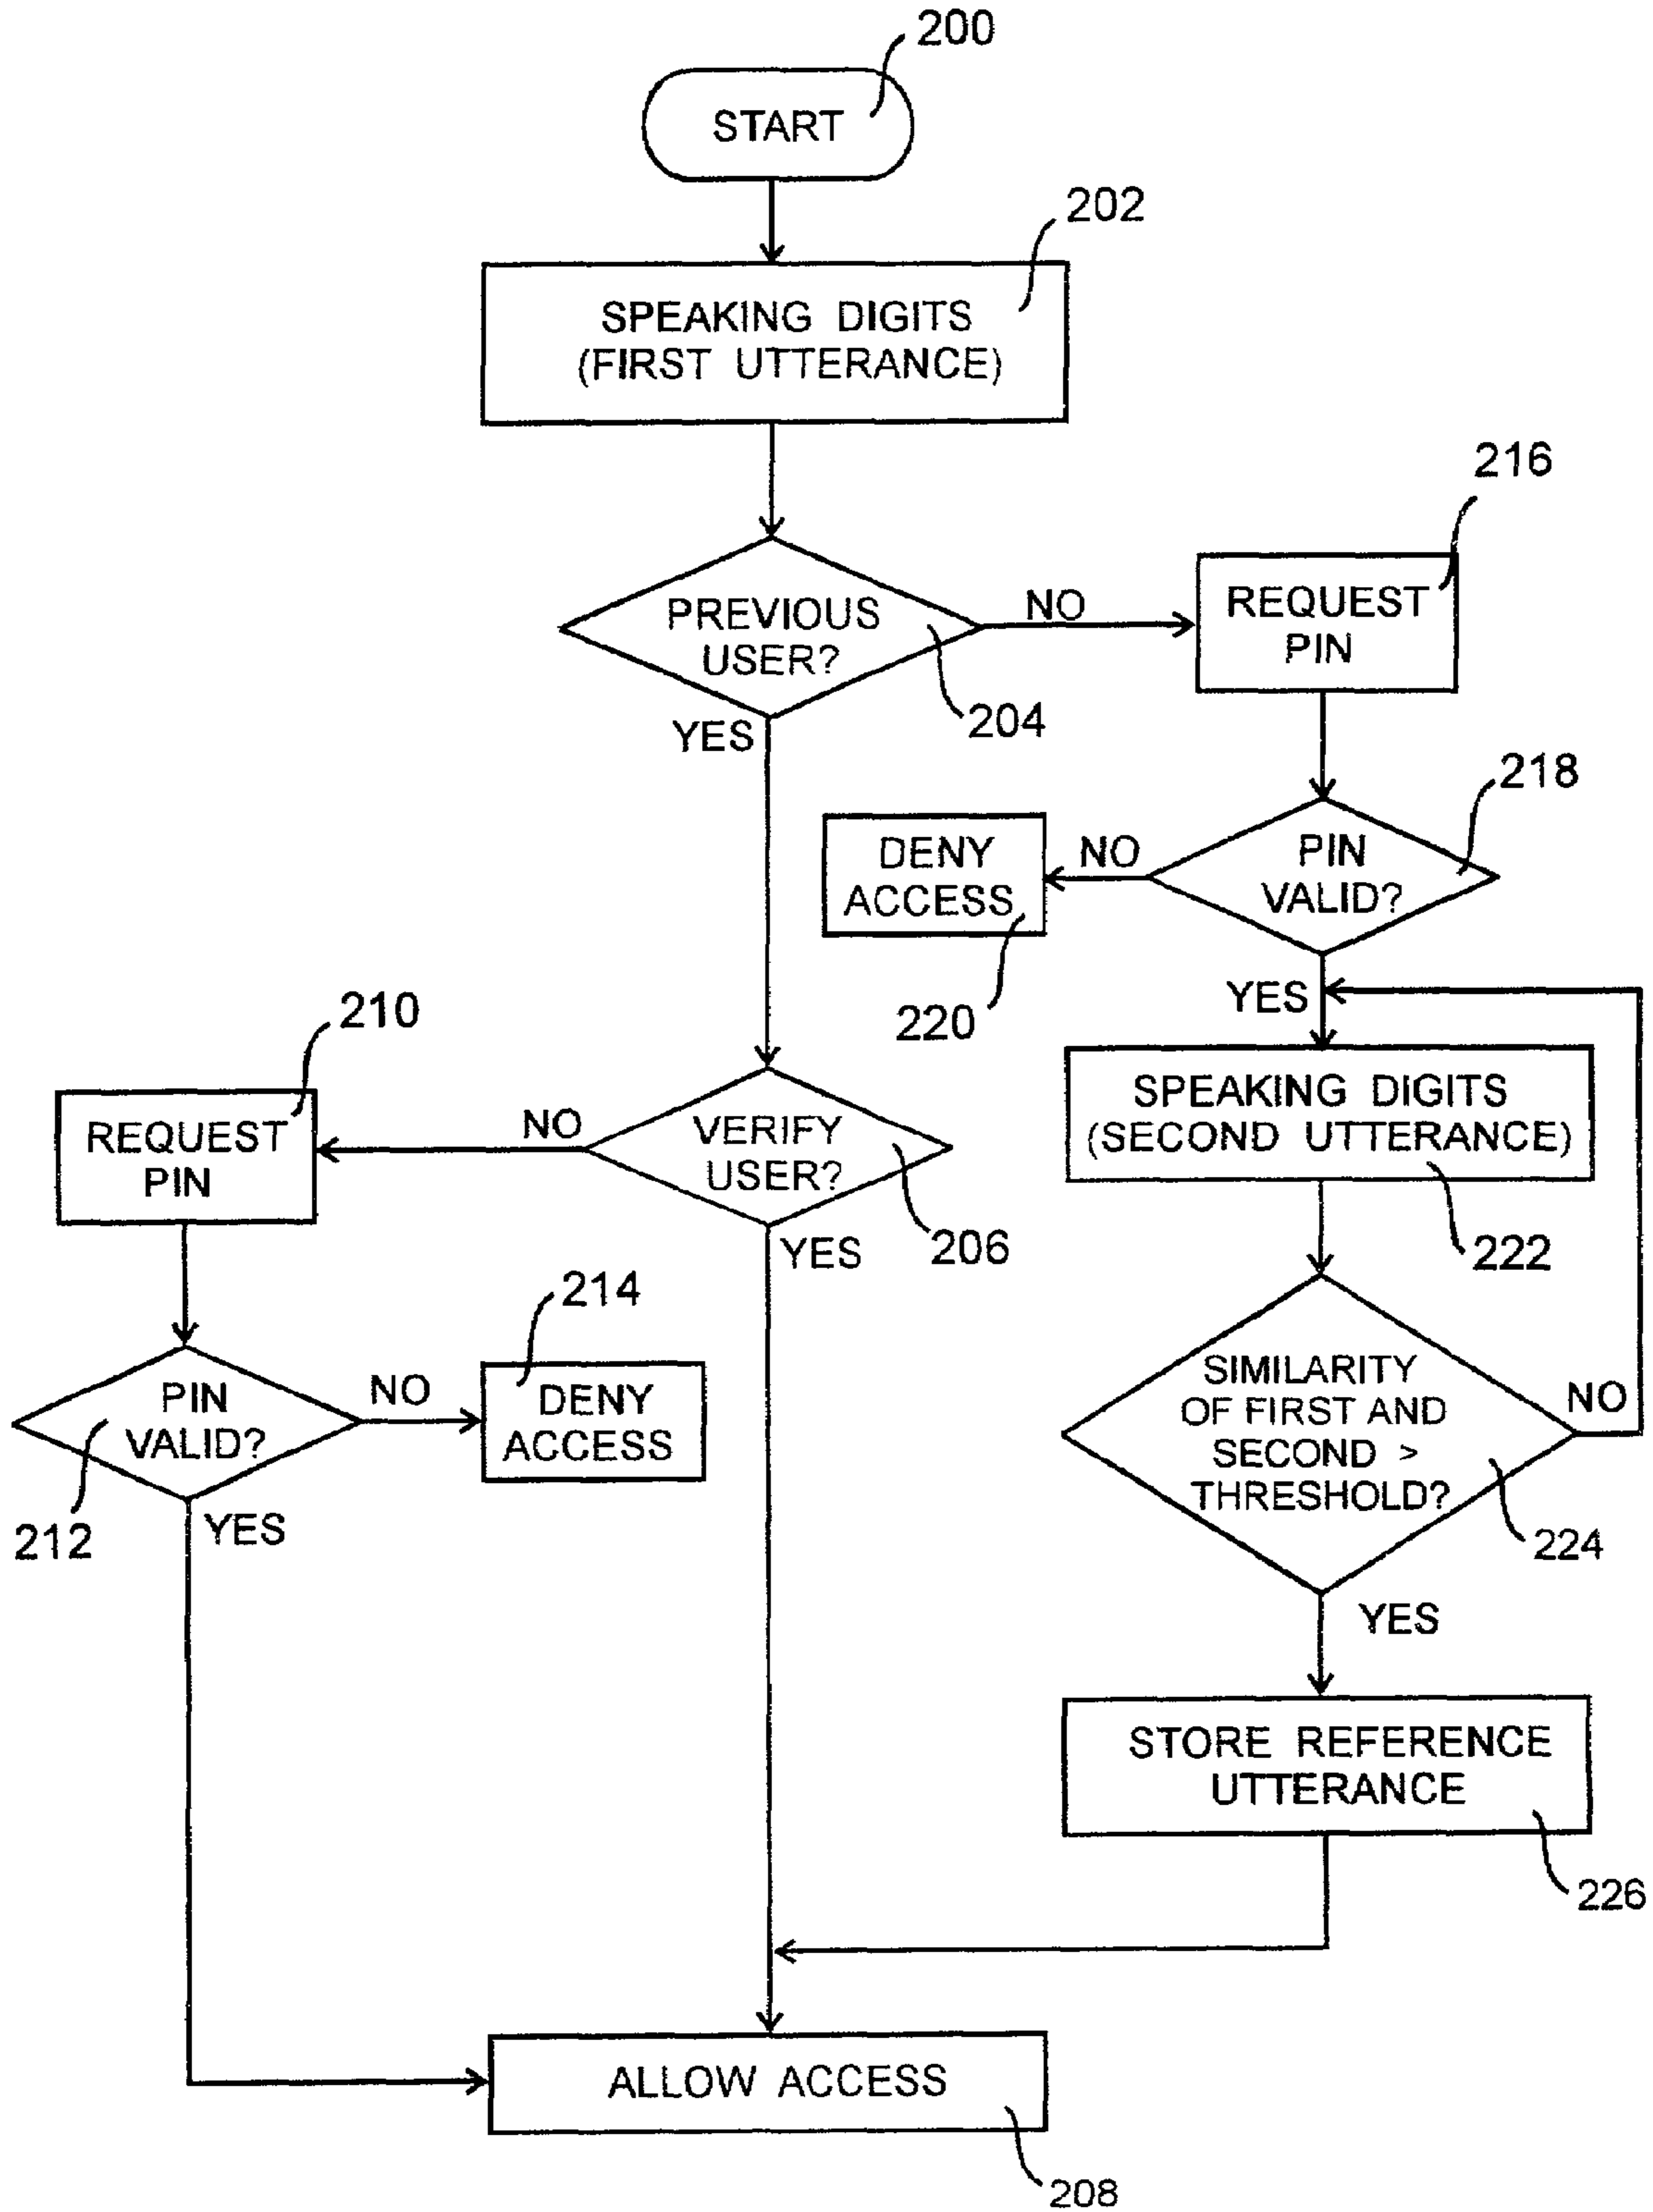 200
START
202
SPEAKING DIGITS
(FIRST UTTERANCE)
216
REQUEST
PIN
NO
PREVIOUS
USER?
204
YES
218
PIN
VALID?
NO
DENY
ACCESS
220
YES
210
REQUEST
PIN
NO
VERIFY
USER?
206
YES
SPEAKING DIGITS
(SECOND UTTERANCE)
222
214
PIN
VALID?
NO
DENY
ACCESS
212
YES
SIMILARITY
OF FIRST AND
SECOND >
THRESHOLD?
NO
224
YES
STORE REFERENCE
UTTERANCE
226
ALLOW ACCESS
208